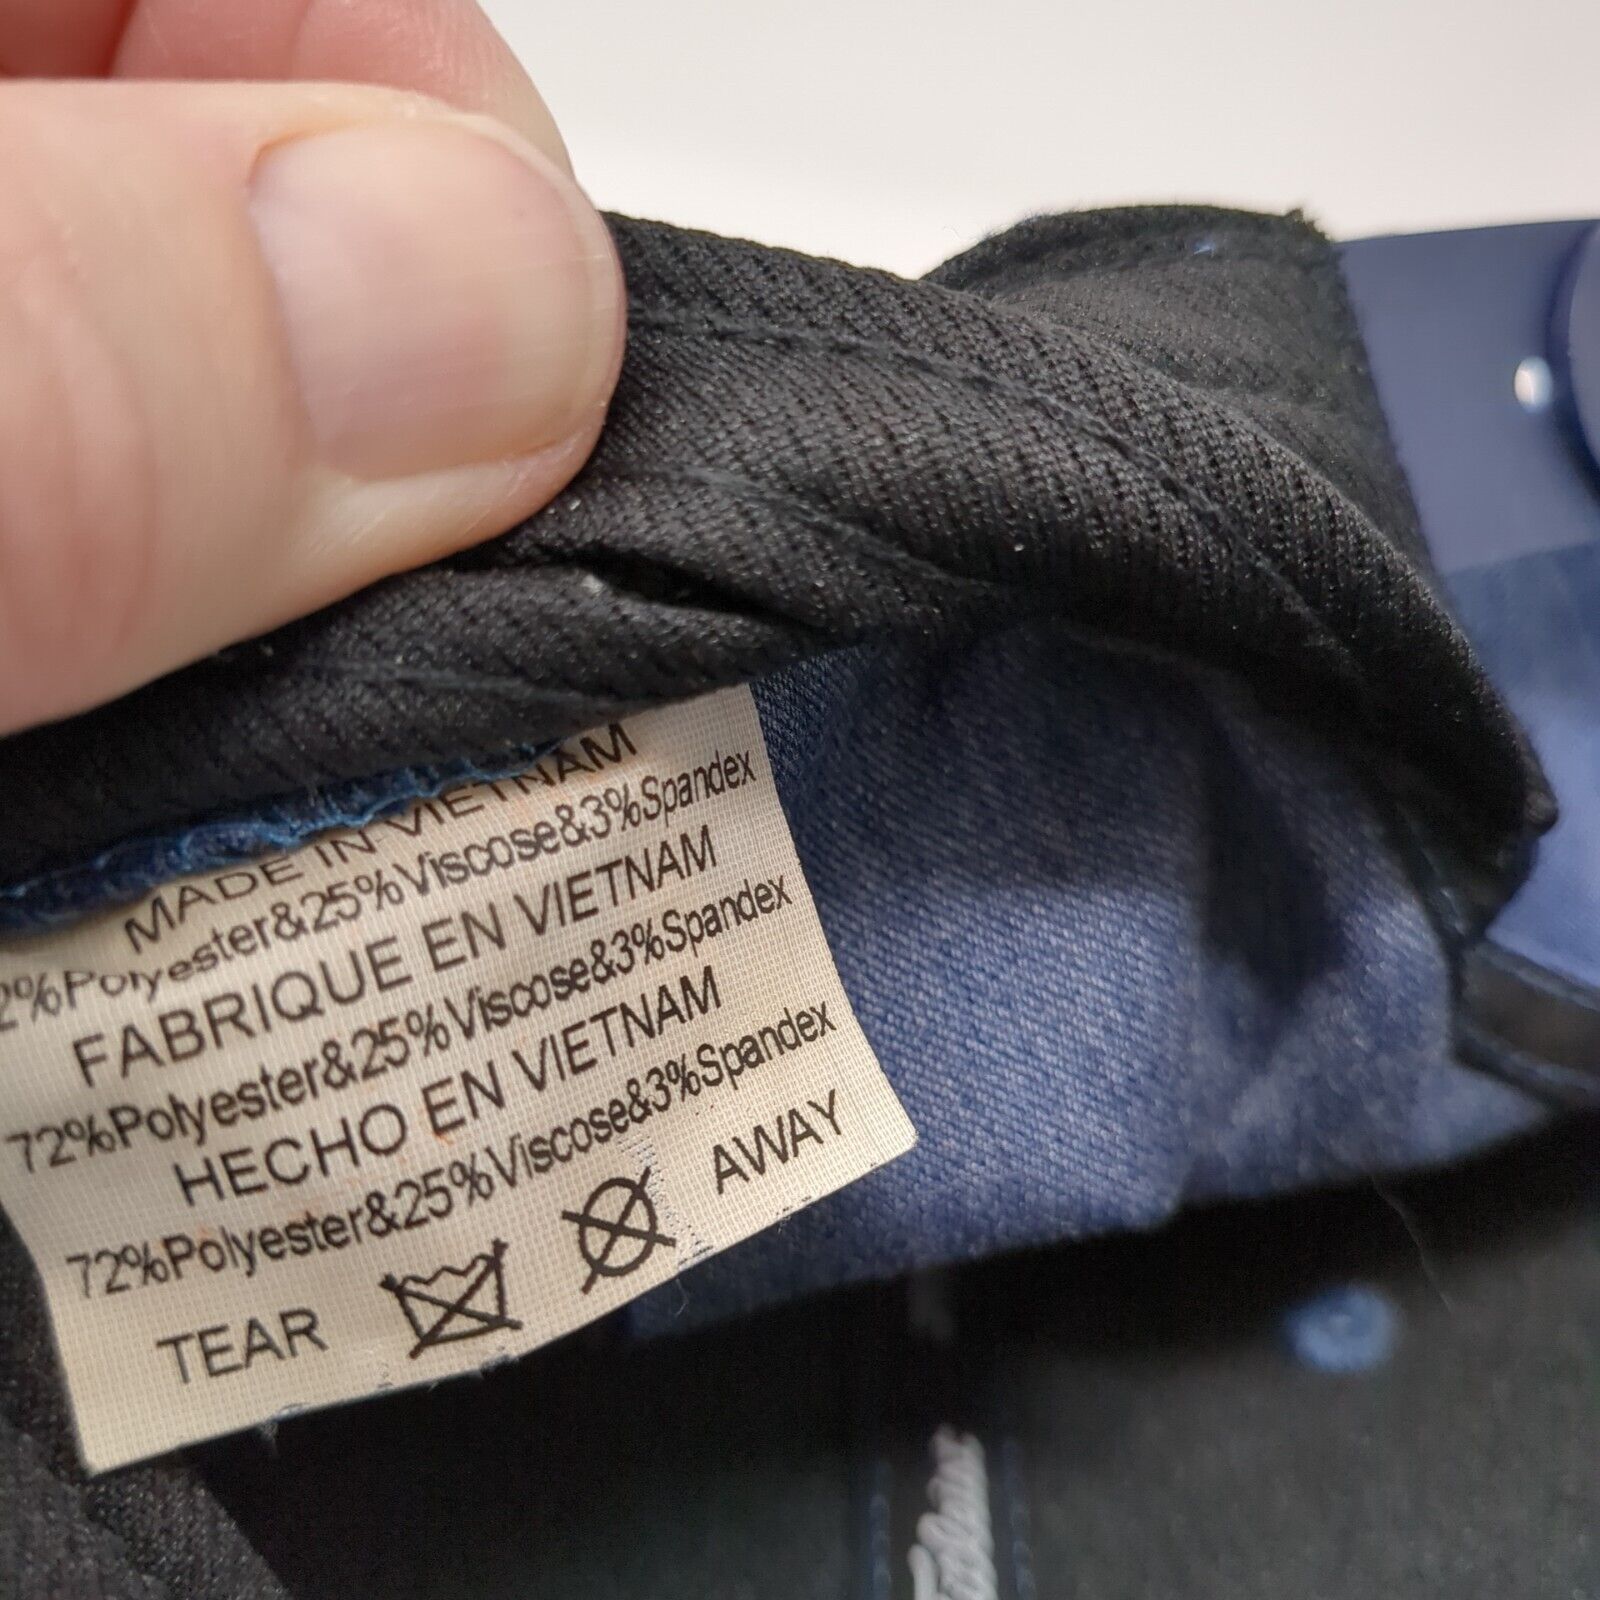 MADE IN VIETNAM
2%Polyester&25%Viscose&3%Spandex
FABRIQUE EN VIETNAM
72%Polyester&25%Viscose&3%Spandex
HECHO EN VIETNAM
72%Polyester&25%Viscose&3%Spandex
TEAR AWAY